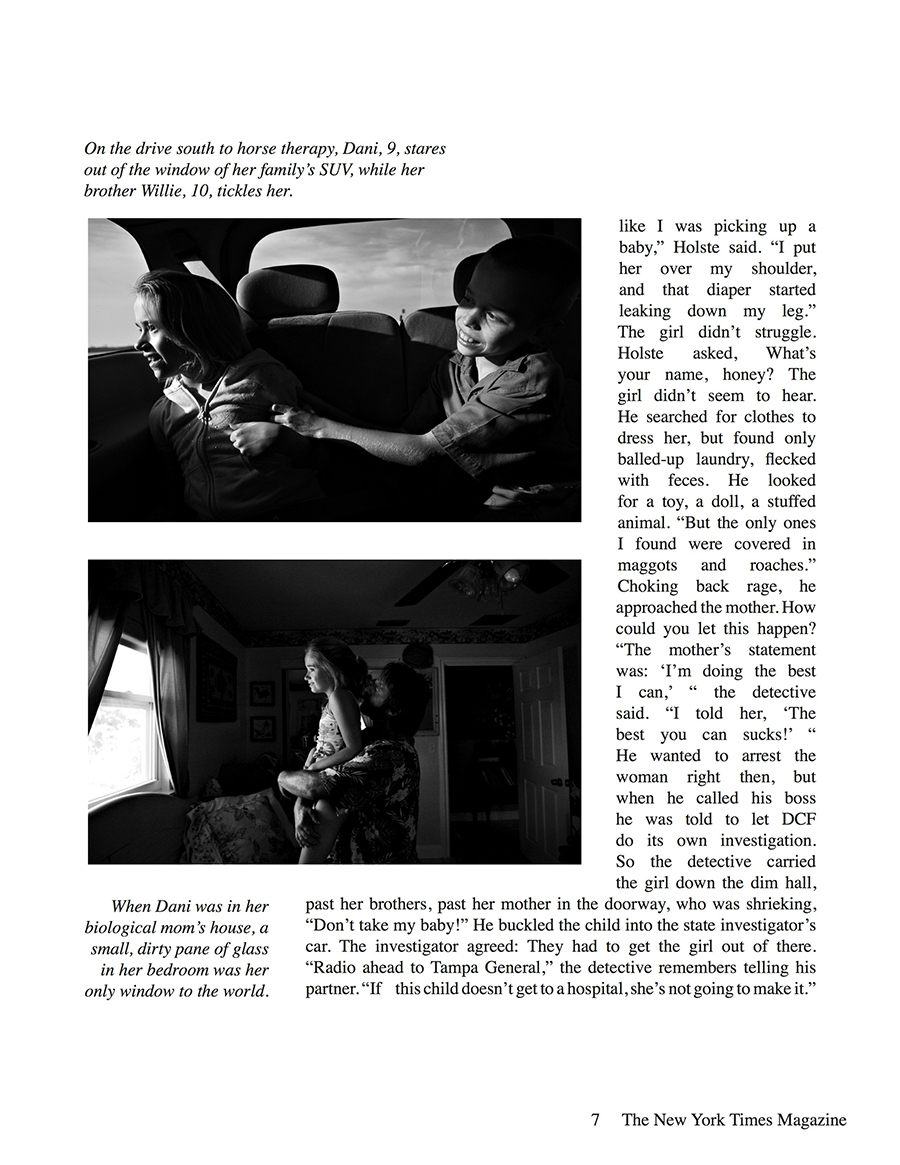 On the drive south to horse therapy, Dani, 9, stares
out of the window of her family’s SUV, while her
brother Willie, 10, tickles her.
like I was picking up a
baby,” Holste said. “I put
her over my shoulder,
and that diaper started
leaking down my leg.”
The girl didn’t struggle.
Holste asked, What’s
your name, honey? The
girl didn’t seem to hear.
He searched for clothes to
dress her, but found only
balled-up laundry, flecked
with feces. He looked
for a toy, a doll, a stuffed
animal. “But the only ones
I found were covered in
maggots and roaches.”
Choking back rage, he
approached the mother. How
could you let this happen?
“The mother’s statement
was: ‘I’m doing the best
I can,’ “ the detective
said. “I told her, ‘The
best you can sucks!’ “
He wanted to arrest the
woman right then, but
when he called his boss
he was told to let DCF
do its own investigation.
So the detective carried
the girl down the dim hall,
past her brothers, past her mother in the doorway, who was shrieking,
“Don’t take my baby!” He buckled the child into the state investigator’s
car. The investigator agreed: They had to get the girl out of there.
“Radio ahead to Tampa General,” the detective remembers telling his
partner. “If this child doesn’t get to a hospital, she’s not going to make it.”
When Dani was in her
biological mom’s house, a
small, dirty pane of glass
in her bedroom was her
only window to the world.
7 The New York Times Magazine